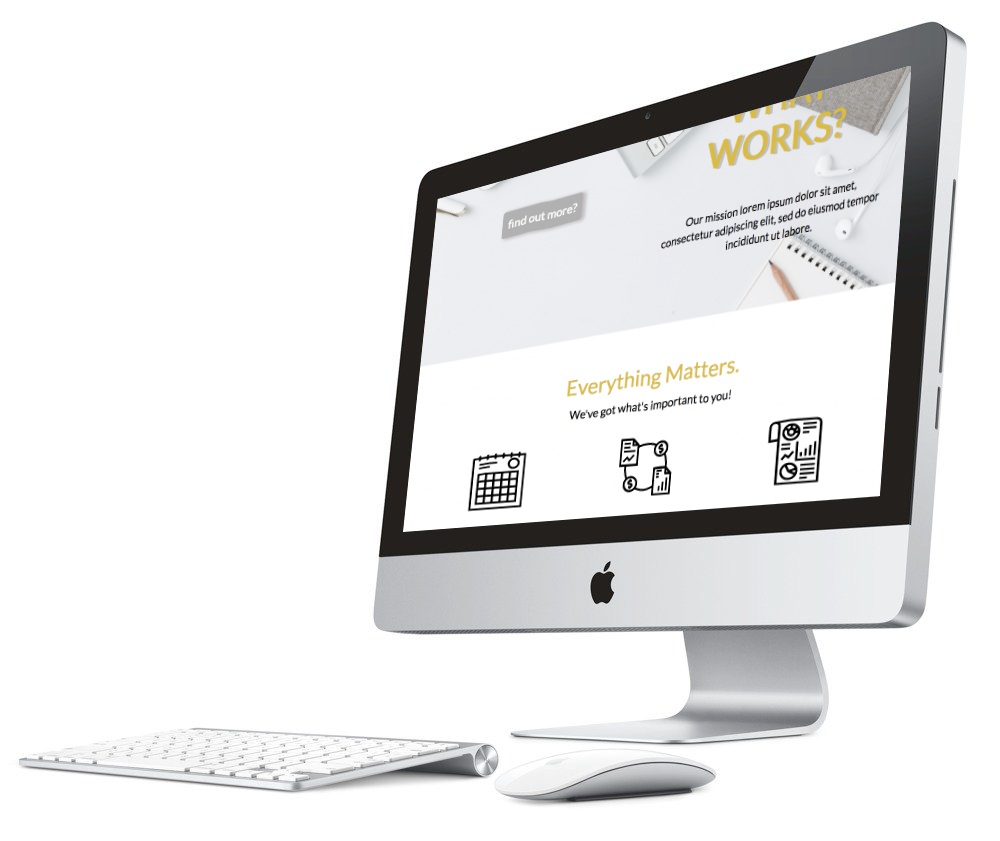 WHAT
WORKS?
find out more?
Our mission lorem ipsum dolor sit amet,
consectetur adipiscing elit, sed do eiusmod tempor
incididunt ut labore.
Everything Matters.
We've got what's important to you!